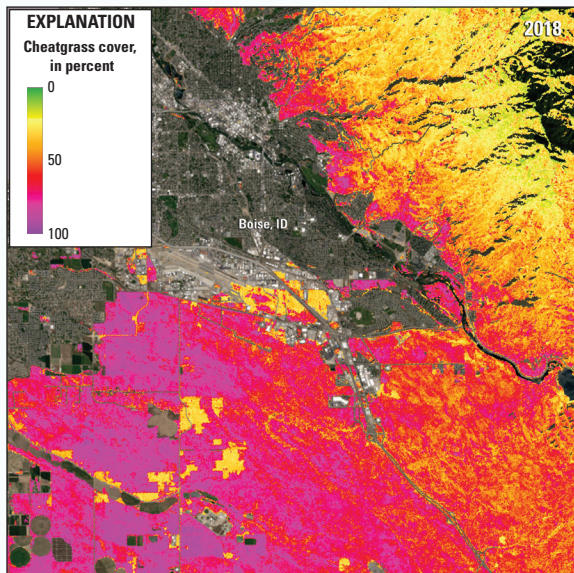 EXPLANATION
Cheatgrass cover,
in percent
0
50
100
2018
Boise, ID